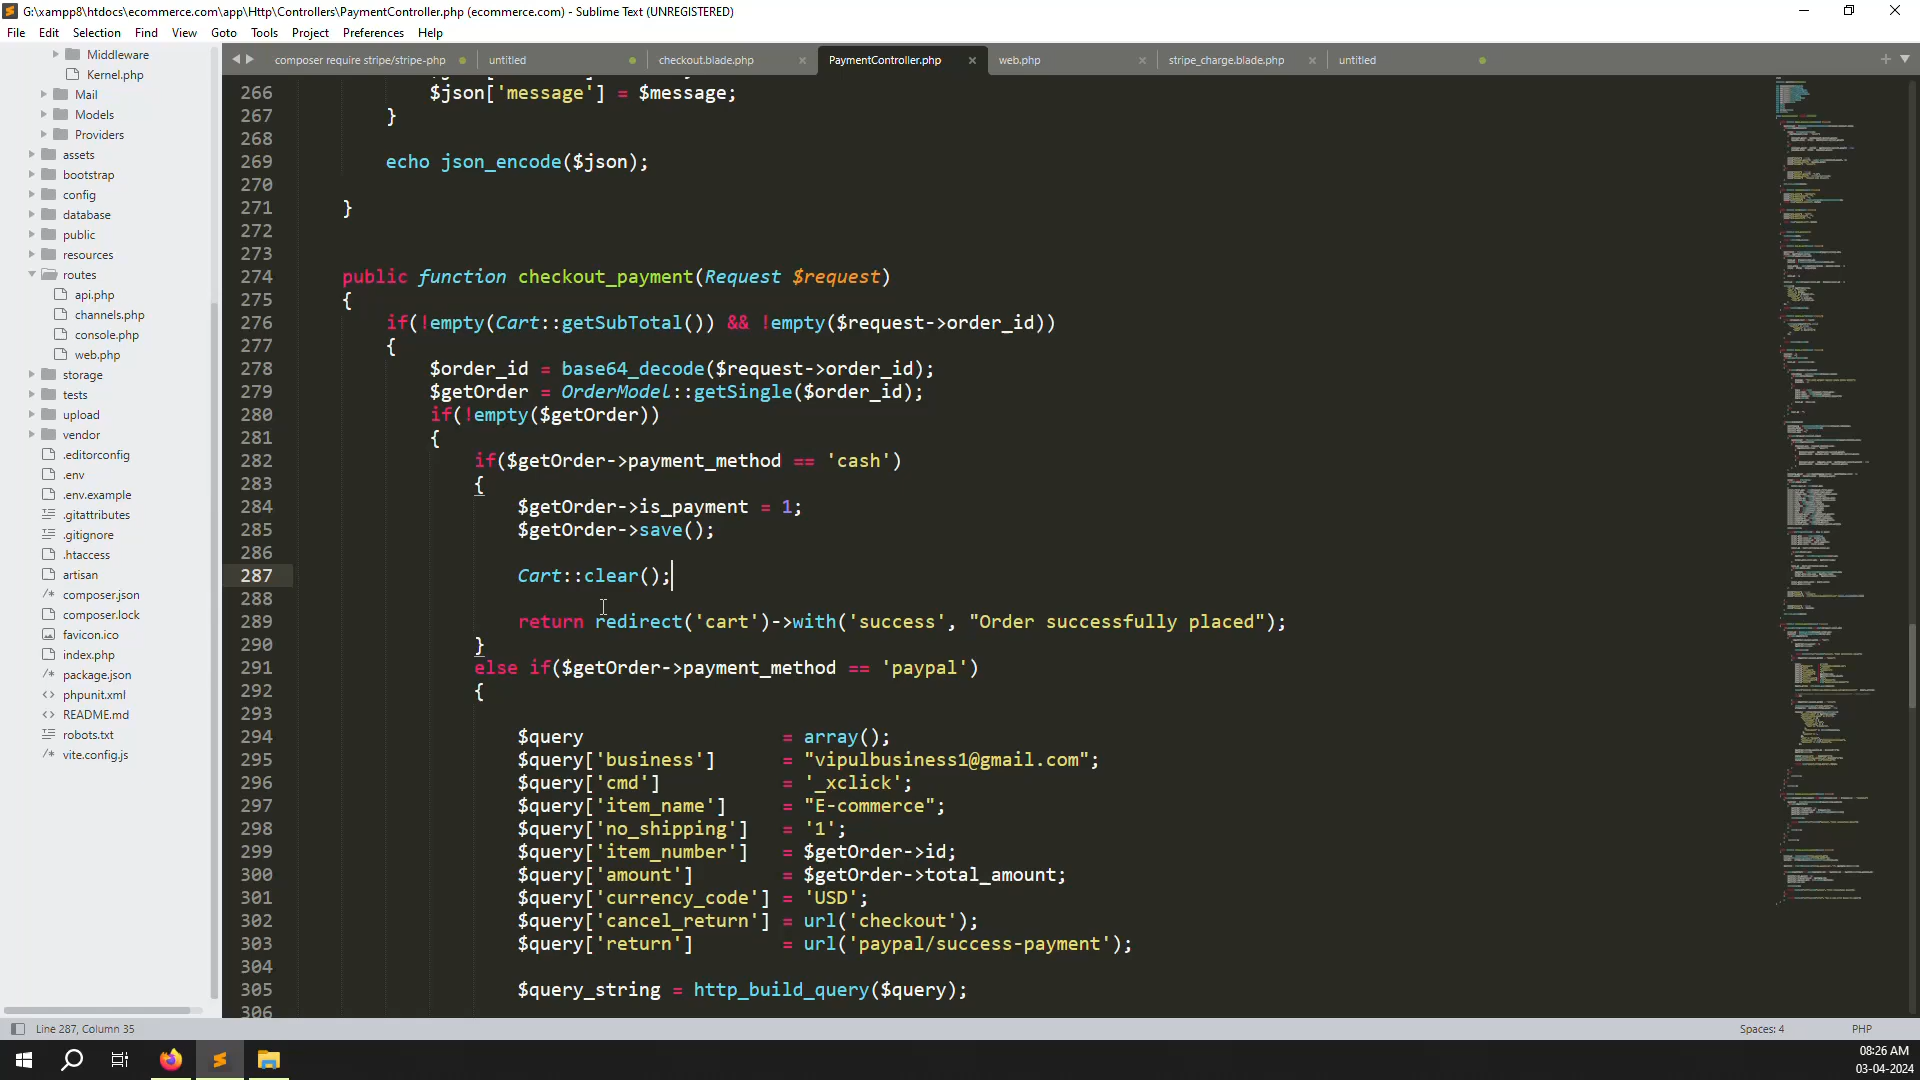 G:\xampp8\htdocs\ecommerce.com\app\Http\Controllers\PaymentController.php (ecommerce.com) - Sublime Text (UNREGISTERED)
File Edit Selection Find View Goto Tools Project Preferences Help
composer require stripe/stripe-php
untitled
checkout.blade.php
PaymentController.php
web.php
stripe_charge.blade.php
untitled
Middleware
Kernel.php
Mail
Models
Providers
assets
bootstrap
config
database
public
resources
routes
api.php
channels.php
console.php
web.php
storage
tests
upload
vendor
.editorconfig
.env
.env.example
.gitattributes
.gitignore
.htaccess
artisan
composer.json
composer.lock
favicon.ico
index.php
package.json
phpunit.xml
README.md
robots.txt
vite.config.js
266 $json['message'] = $message;
267 }
268
269 echo json_encode($json);
270
271 }
272
273
274 public function checkout_payment(Request $request)
275 {
276 if(!empty(Cart::getSubTotal()) && !empty($request->order_id))
277 {
278 $order_id = base64_decode($request->order_id);
279 $getOrder = OrderModel::getSingle($order_id);
280 if(!empty($getOrder))
281 {
282 if($getOrder->payment_method == 'cash')
283 {
284 $getOrder->is_payment = 1;
285 $getOrder->save();
286
287 Cart::clear();
288
289 return redirect('cart')->with('success', "Order successfully placed");
290 }
291 else if($getOrder->payment_method == 'paypal')
292 {
293
294 $query = array();
295 $query['business'] = "vipulbusiness1@gmail.com";
296 $query['cmd'] = '_xclick';
297 $query['item_name'] = "E-commerce";
298 $query['no_shipping'] = '1';
299 $query['item_number'] = $getOrder->id;
300 $query['amount'] = $getOrder->total_amount;
301 $query['currency_code'] = 'USD';
302 $query['cancel_return'] = url('checkout');
303 $query['return'] = url('paypal/success-payment');
304
305 $query_string = http_build_query($query);
306
Line 287, Column 35
Spaces: 4
PHP
08:26 AM
03-04-2024